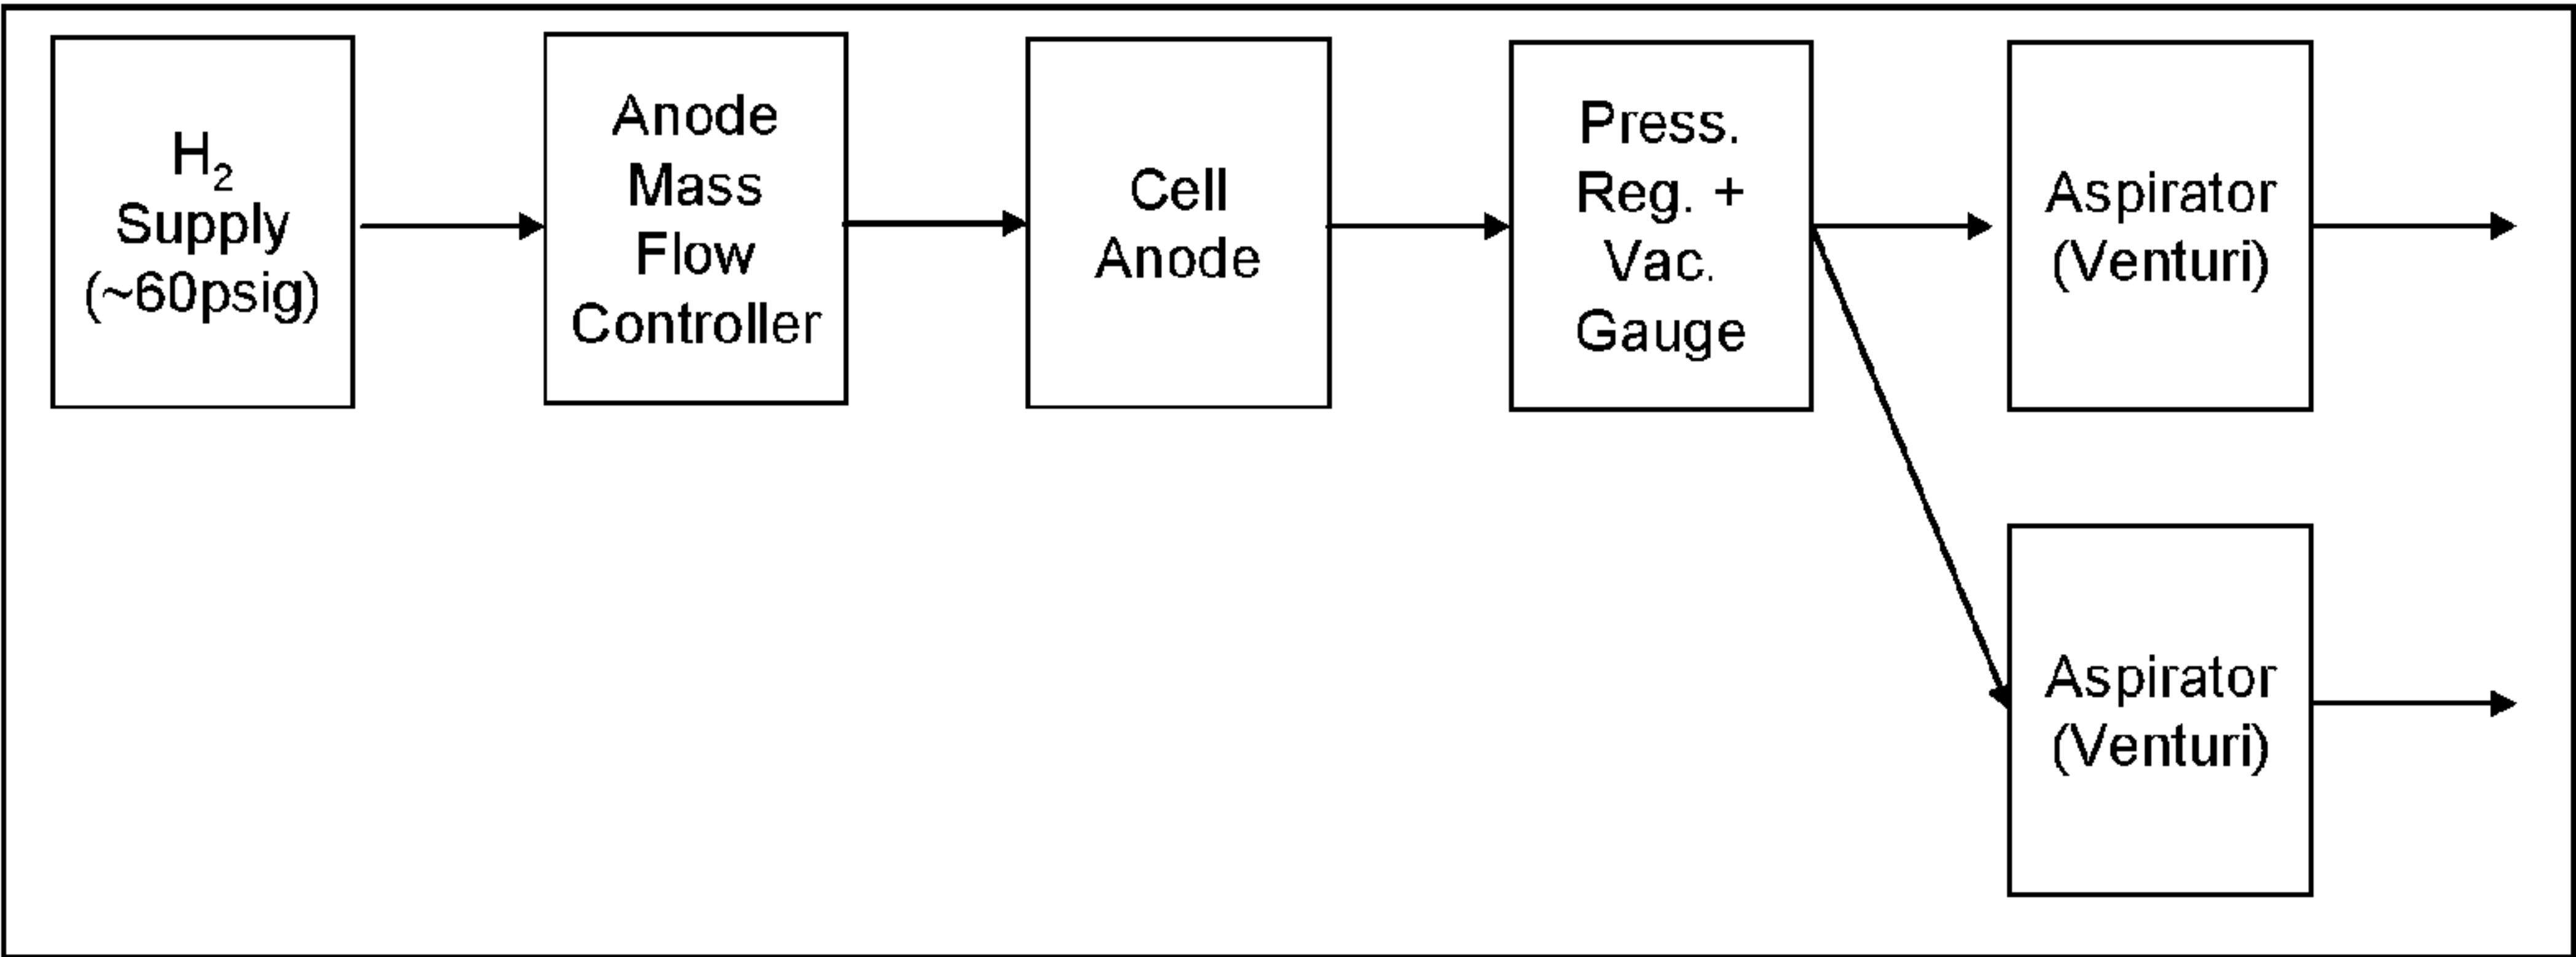 H₂
Supply
(~60psig)
Anode
Mass
Flow
Controller
Cell
Anode
Press.
Reg. +
Vac.
Gauge
Aspirator
(Venturi)
Aspirator
(Venturi)